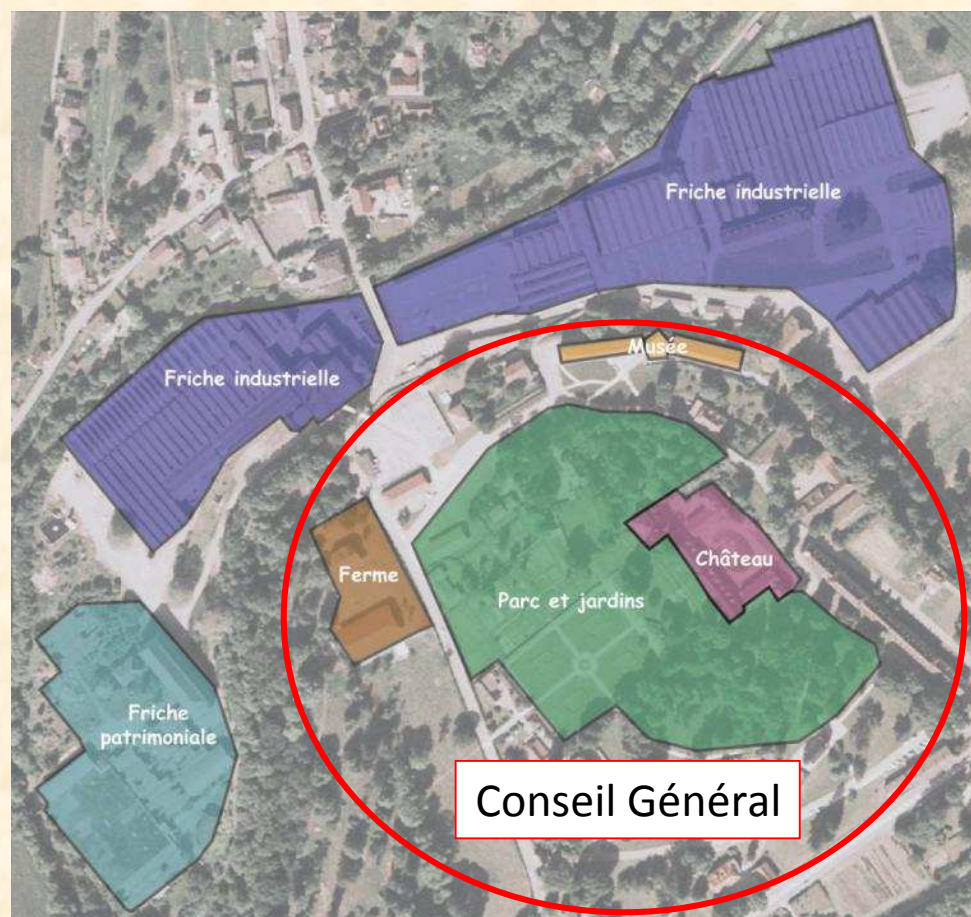 Friche industrielle
Musée
Friche industrielle
Château
Ferme
Parc et jardins
Friche
patrimoniale
Conseil Général